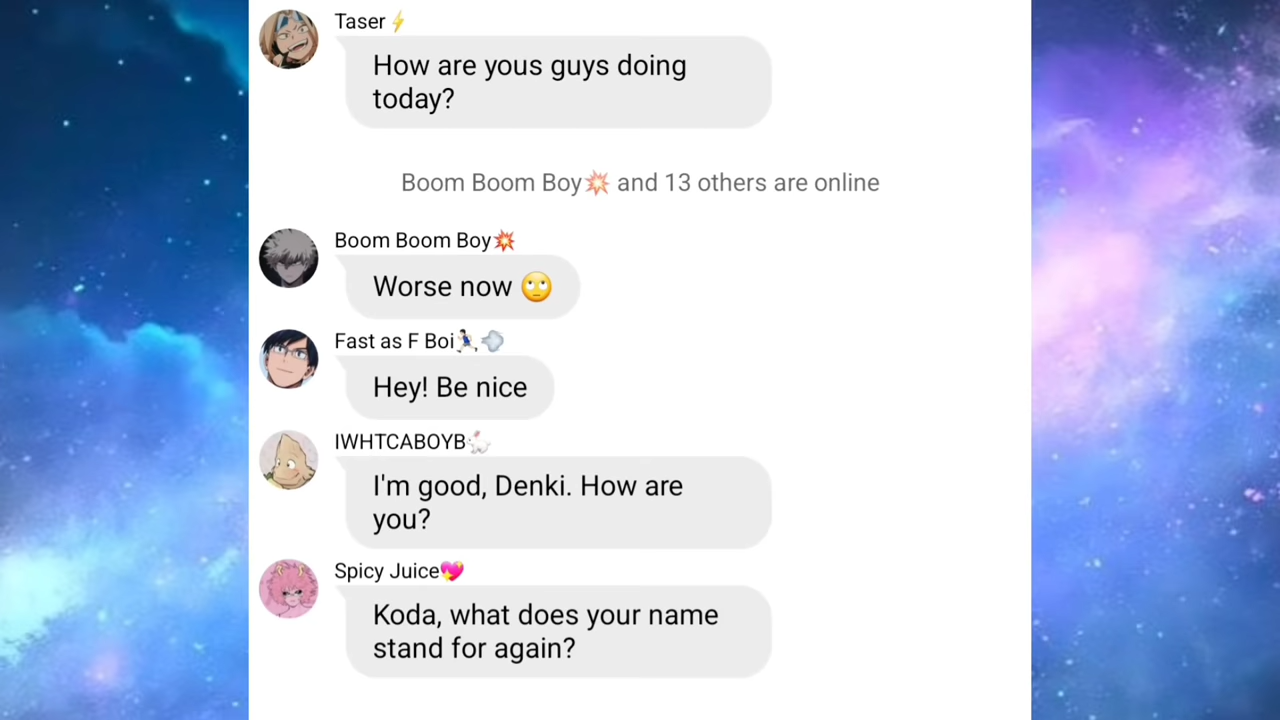 Taser⚡
How are yous guys doing
today?
Boom Boom Boy💥 and 13 others are online
Boom Boom Boy💥
Worse now 🙄
Fast as F Boi🏃🏻‍♂️💨
Hey! Be nice
IWHTCABOYB🐇
I'm good, Denki. How are
you?
Spicy Juice💖
Koda, what does your name
stand for again?